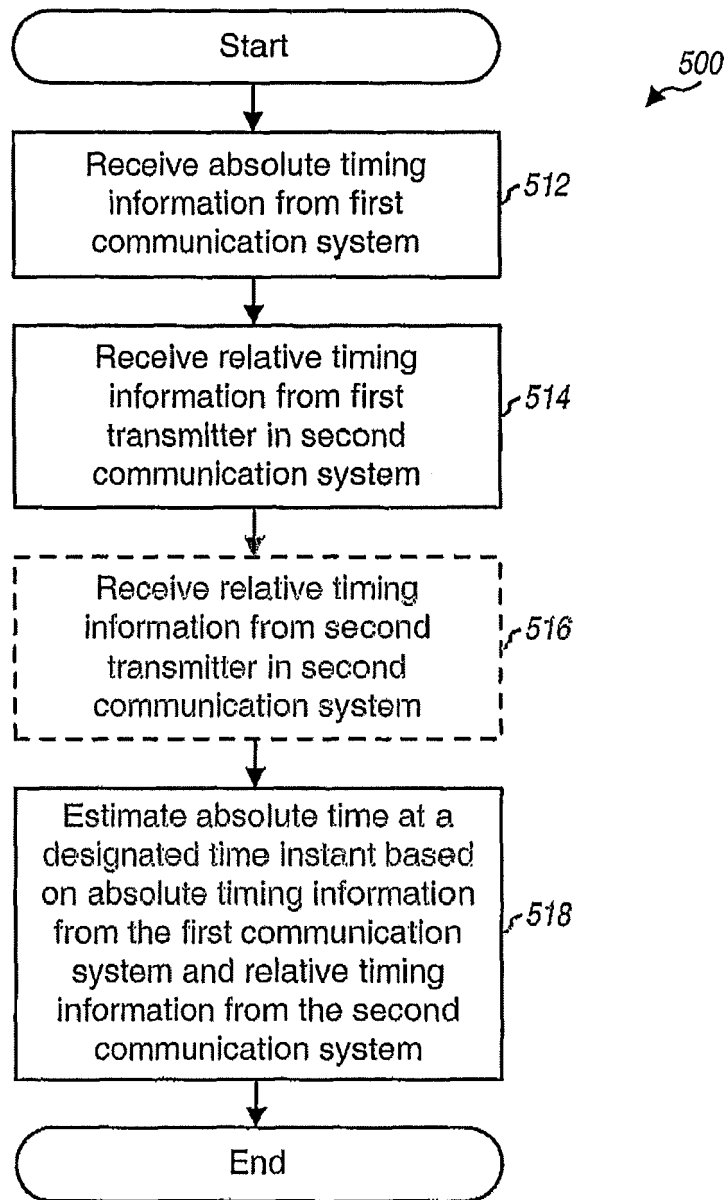 Start
500
Receive absolute timing
information from first
communication system
512
Receive relative timing
information from first
transmitter in second
communication system
514
Receive relative timing
information from second
transmitter in second
communication system
516
Estimate absolute time at a
designated time instant based
on absolute timing information
from the first communication
system and relative timing
information from the second
communication system
518
End